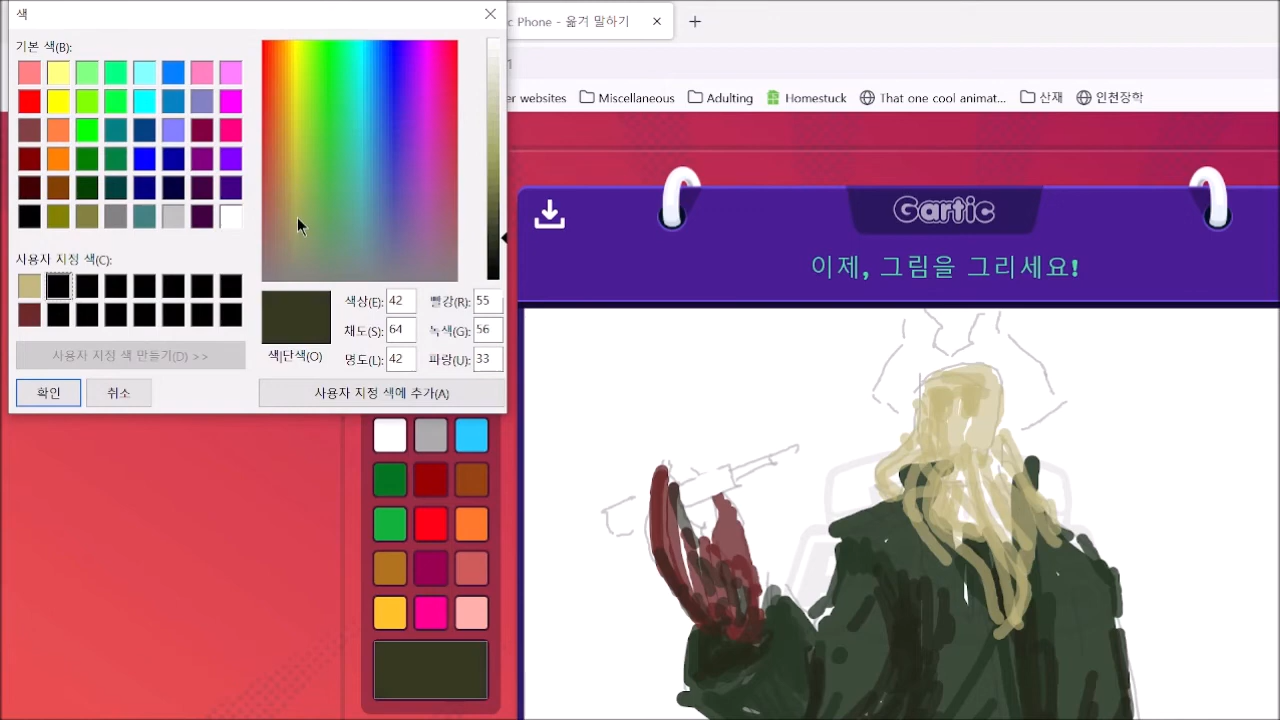 색
기본 색(B):
사용자 지정 색(C):
사용자 지정 색 만들기(D) >>
확인
취소
색|단색(O)
색상(E): 42
채도(S): 64
명도(L): 42
빨강(R): 55
녹색(G): 56
파랑(U): 33
사용자 지정 색에 추가(A)
c Phone - 옮겨 말하기
1
er websites
Miscellaneous
Adulting
Homestuck
That one cool animat...
산재
인천장학
Gartic
이제, 그림을 그리세요!